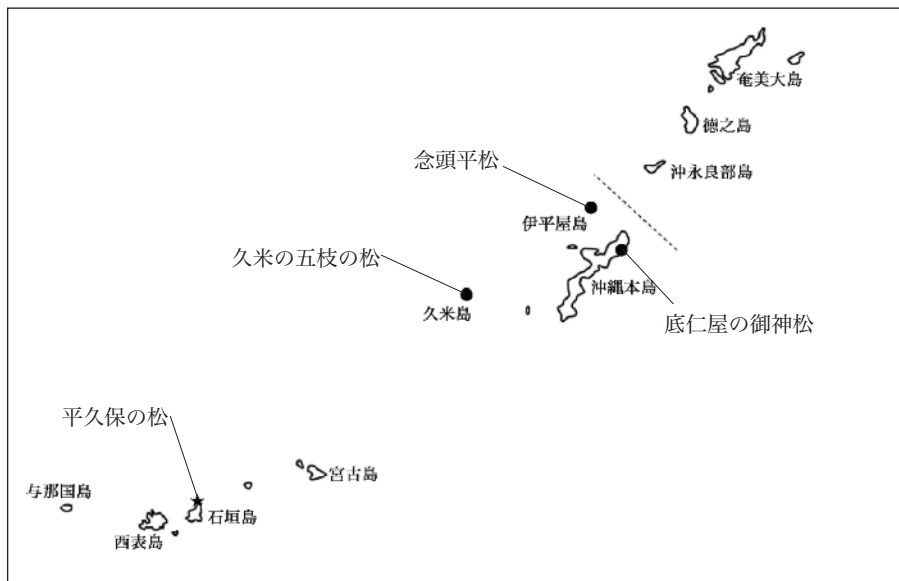 奄美大島
徳之島
念頭平松
沖永良部島
伊平屋島
久米の五枝の松
沖縄本島
久米島
底仁屋の御神松
平久保の松
宮古島
与那国島
石垣島
西表島